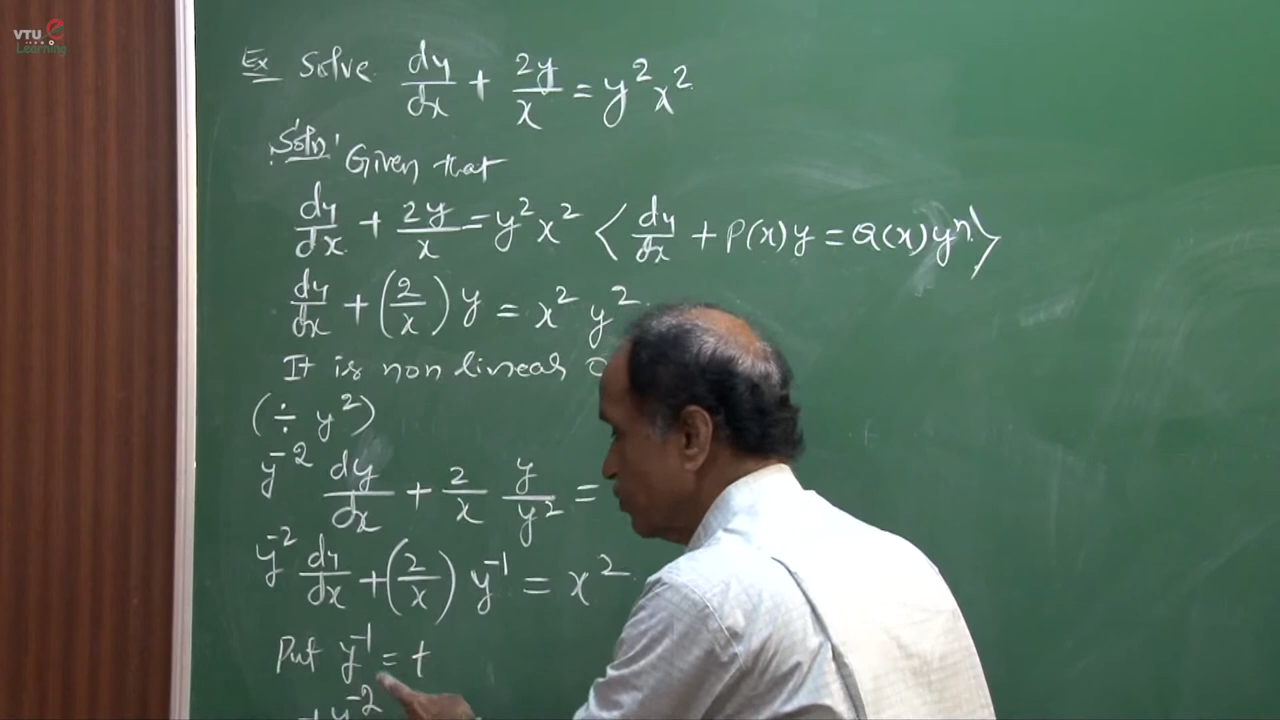 VTU e Learning
Ex Solve dy/dx + 2y/x = y²x²
Soln Given that
dy/dx + 2y/x = y²x² ⟨ dy/dx + P(x)y = Q(x)yⁿ ⟩
dy/dx + (2/x) y = x² y²
It is non linear
(÷ y²)
y⁻² dy/dx + 2/x y/y² =
y⁻² dy/dx + (2/x) y⁻¹ = x²
Put y⁻¹ = t
y⁻²